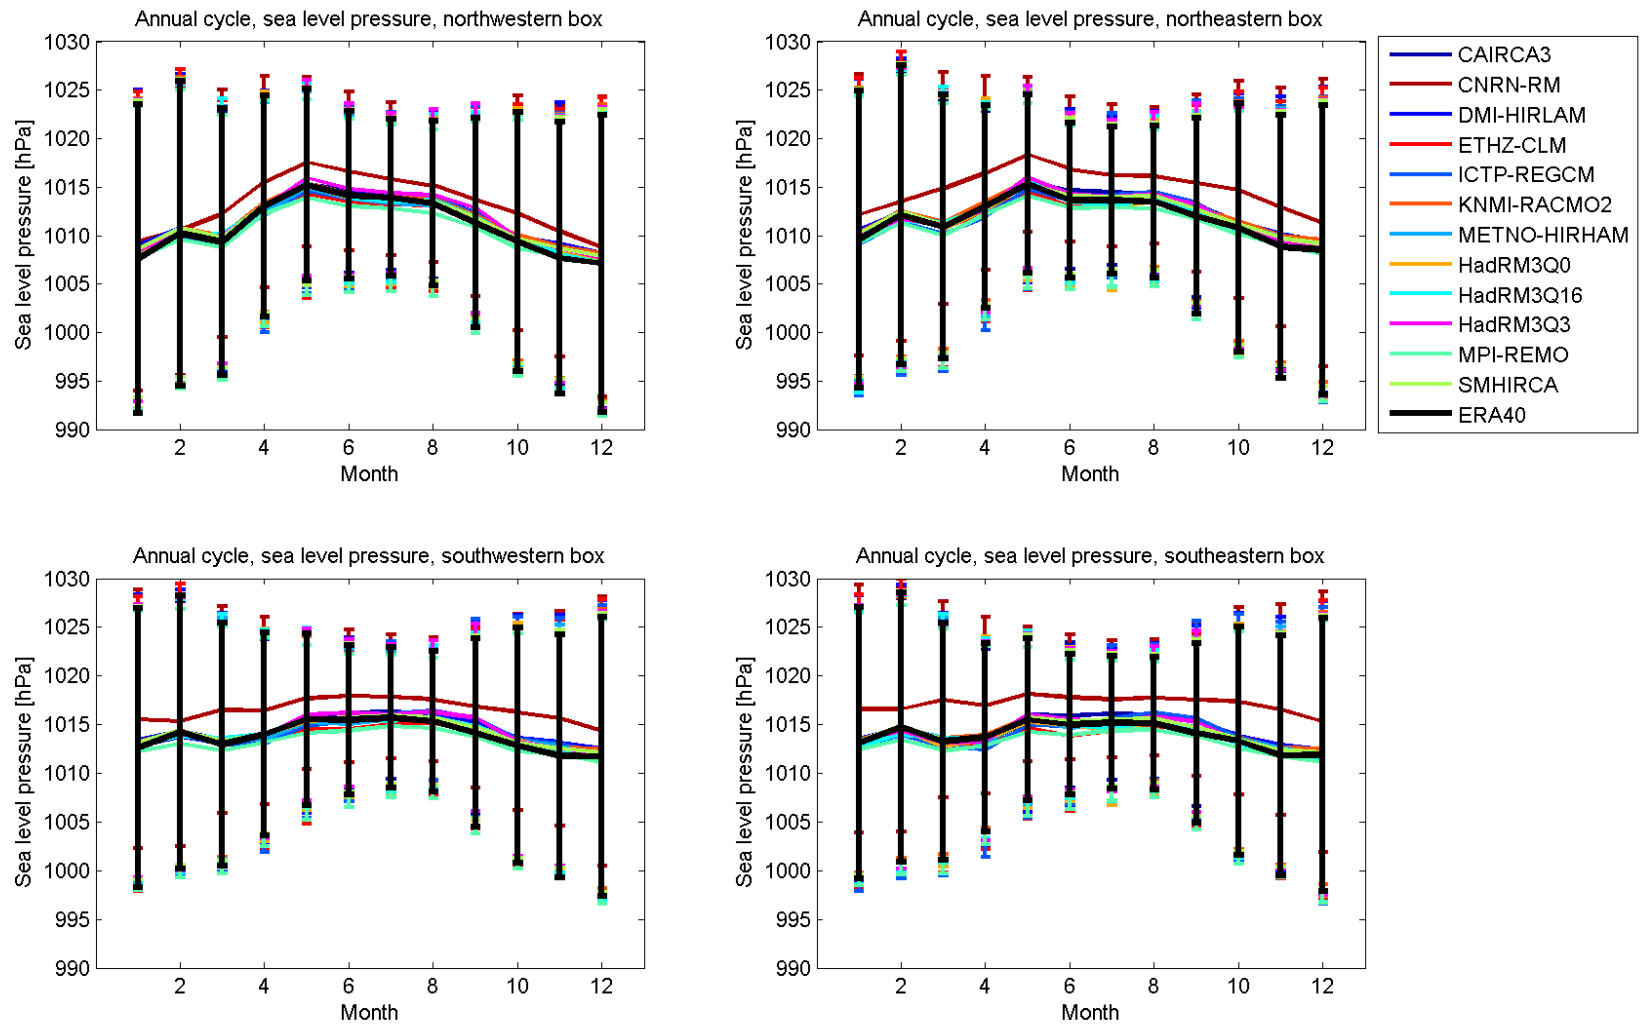 Annual cycle, sea level pressure, northwestern box
Sea level pressure [hPa]
1030
1025
1020
1015
1010
1005
1000
995
990
2 4 6 8 10 12
Month
Annual cycle, sea level pressure, northeastern box
Sea level pressure [hPa]
1030
1025
1020
1015
1010
1005
1000
995
990
2 4 6 8 10 12
Month
CAIRCA3
CNRN-RM
DMI-HIRLAM
ETHZ-CLM
ICTP-REGCM
KNMI-RACMO2
METNO-HIRHAM
HadRM3Q0
HadRM3Q16
HadRM3Q3
MPI-REMO
SMHIRCA
ERA40
Annual cycle, sea level pressure, southwestern box
Sea level pressure [hPa]
1030
1025
1020
1015
1010
1005
1000
995
990
2 4 6 8 10 12
Month
Annual cycle, sea level pressure, southeastern box
Sea level pressure [hPa]
1030
1025
1020
1015
1010
1005
1000
995
990
2 4 6 8 10 12
Month